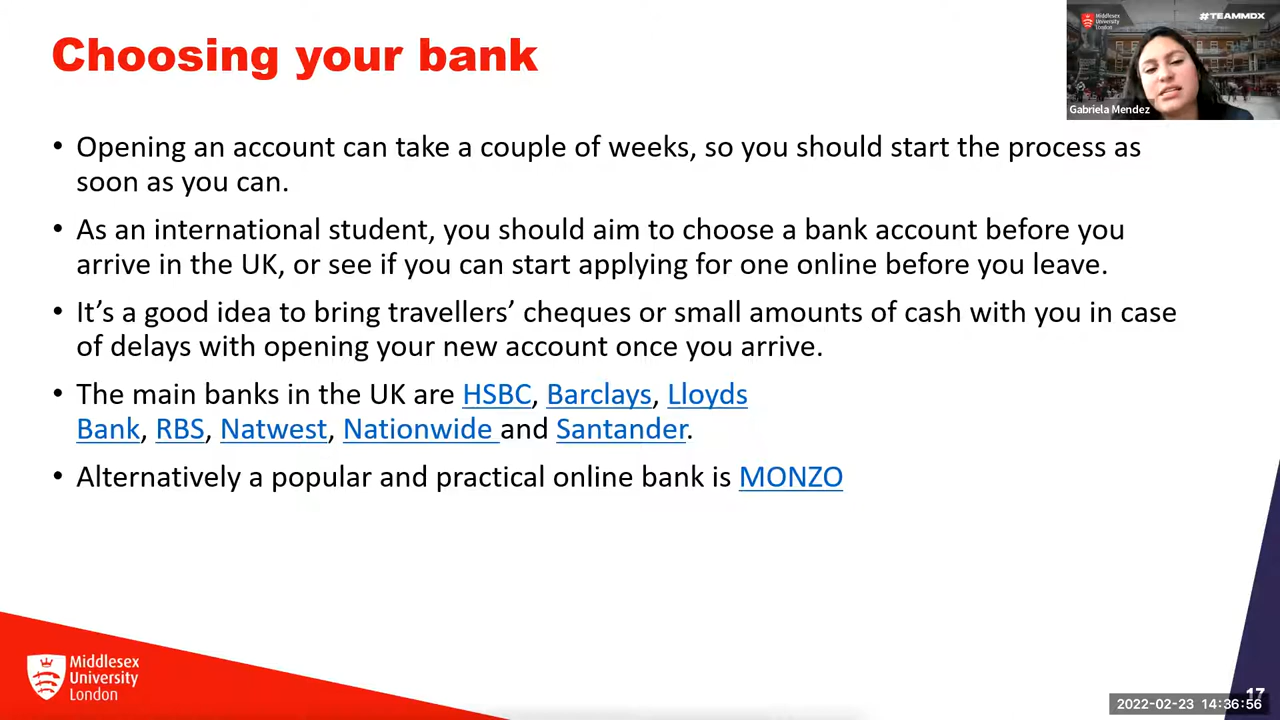 Choosing your bank
Middlesex
University
London
#TEAMMDX
Gabriela Mendez
• Opening an account can take a couple of weeks, so you should start the process as
soon as you can.
• As an international student, you should aim to choose a bank account before you
arrive in the UK, or see if you can start applying for one online before you leave.
• It’s a good idea to bring travellers’ cheques or small amounts of cash with you in case
of delays with opening your new account once you arrive.
• The main banks in the UK are HSBC, Barclays, Lloyds
Bank, RBS, Natwest, Nationwide and Santander.
• Alternatively a popular and practical online bank is MONZO
Middlesex
University
London
17
2022-02-23 14:36:56